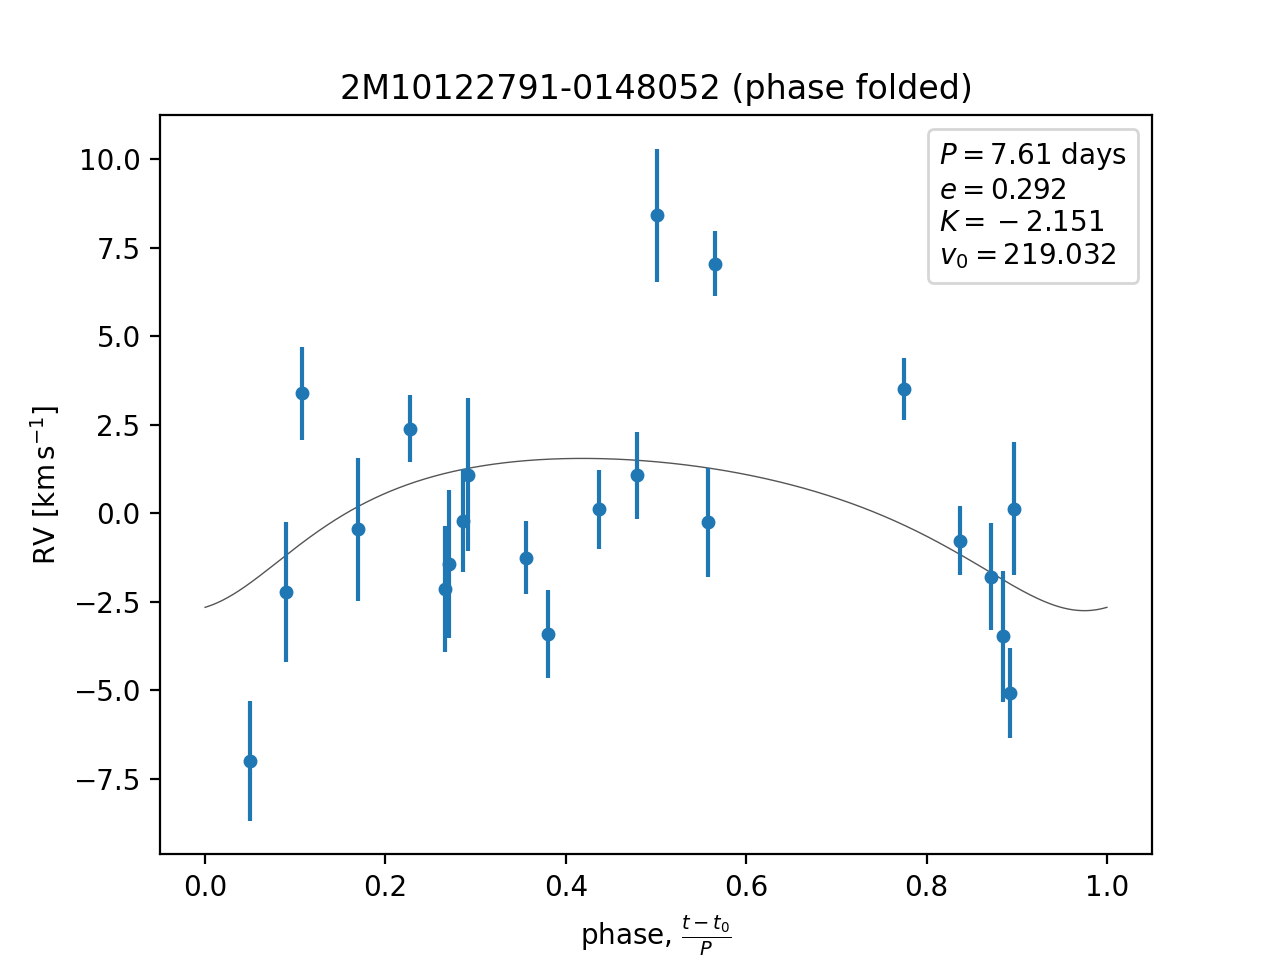 2M10122791-0148052 (phase folded)
P = 7.61 days
e = 0.292
K = −2.151
v₀ = 219.032
RV [km s⁻¹]
10.0
7.5
5.0
2.5
0.0
−2.5
−5.0
−7.5
0.0 0.2 0.4 0.6 0.8 1.0
phase, (t − t₀)/P